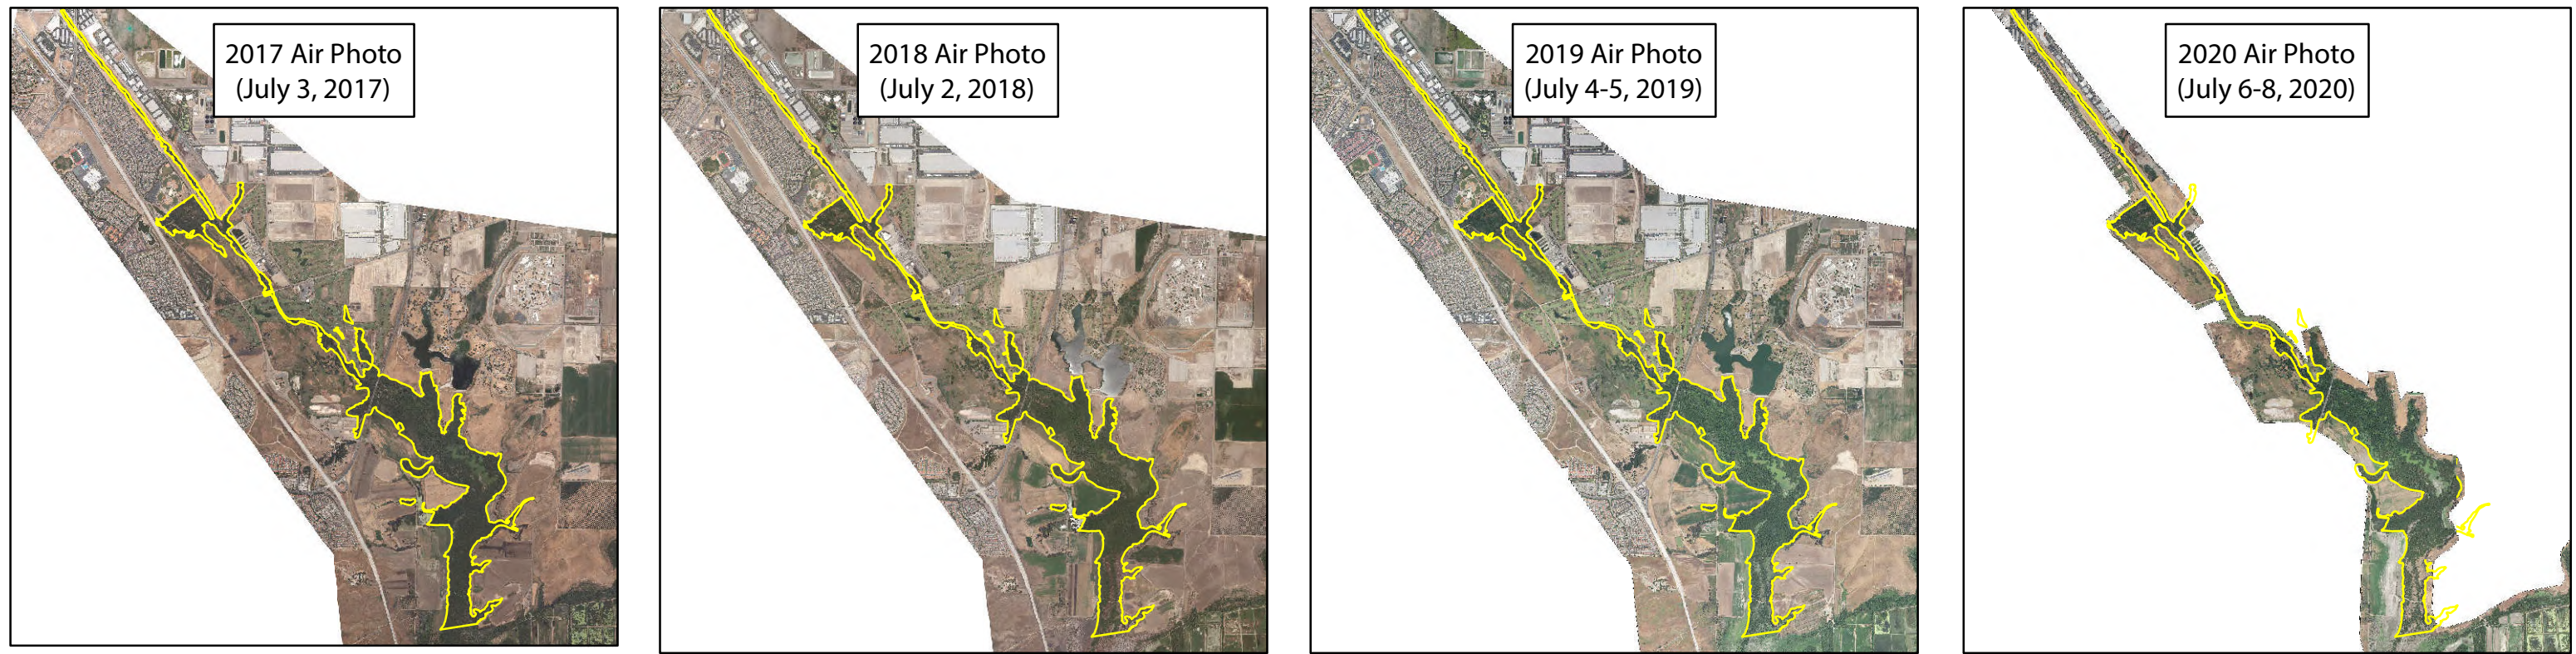 2017 Air Photo
(July 3, 2017)
2018 Air Photo
(July 2, 2018)
2019 Air Photo
(July 4-5, 2019)
2020 Air Photo
(July 6-8, 2020)